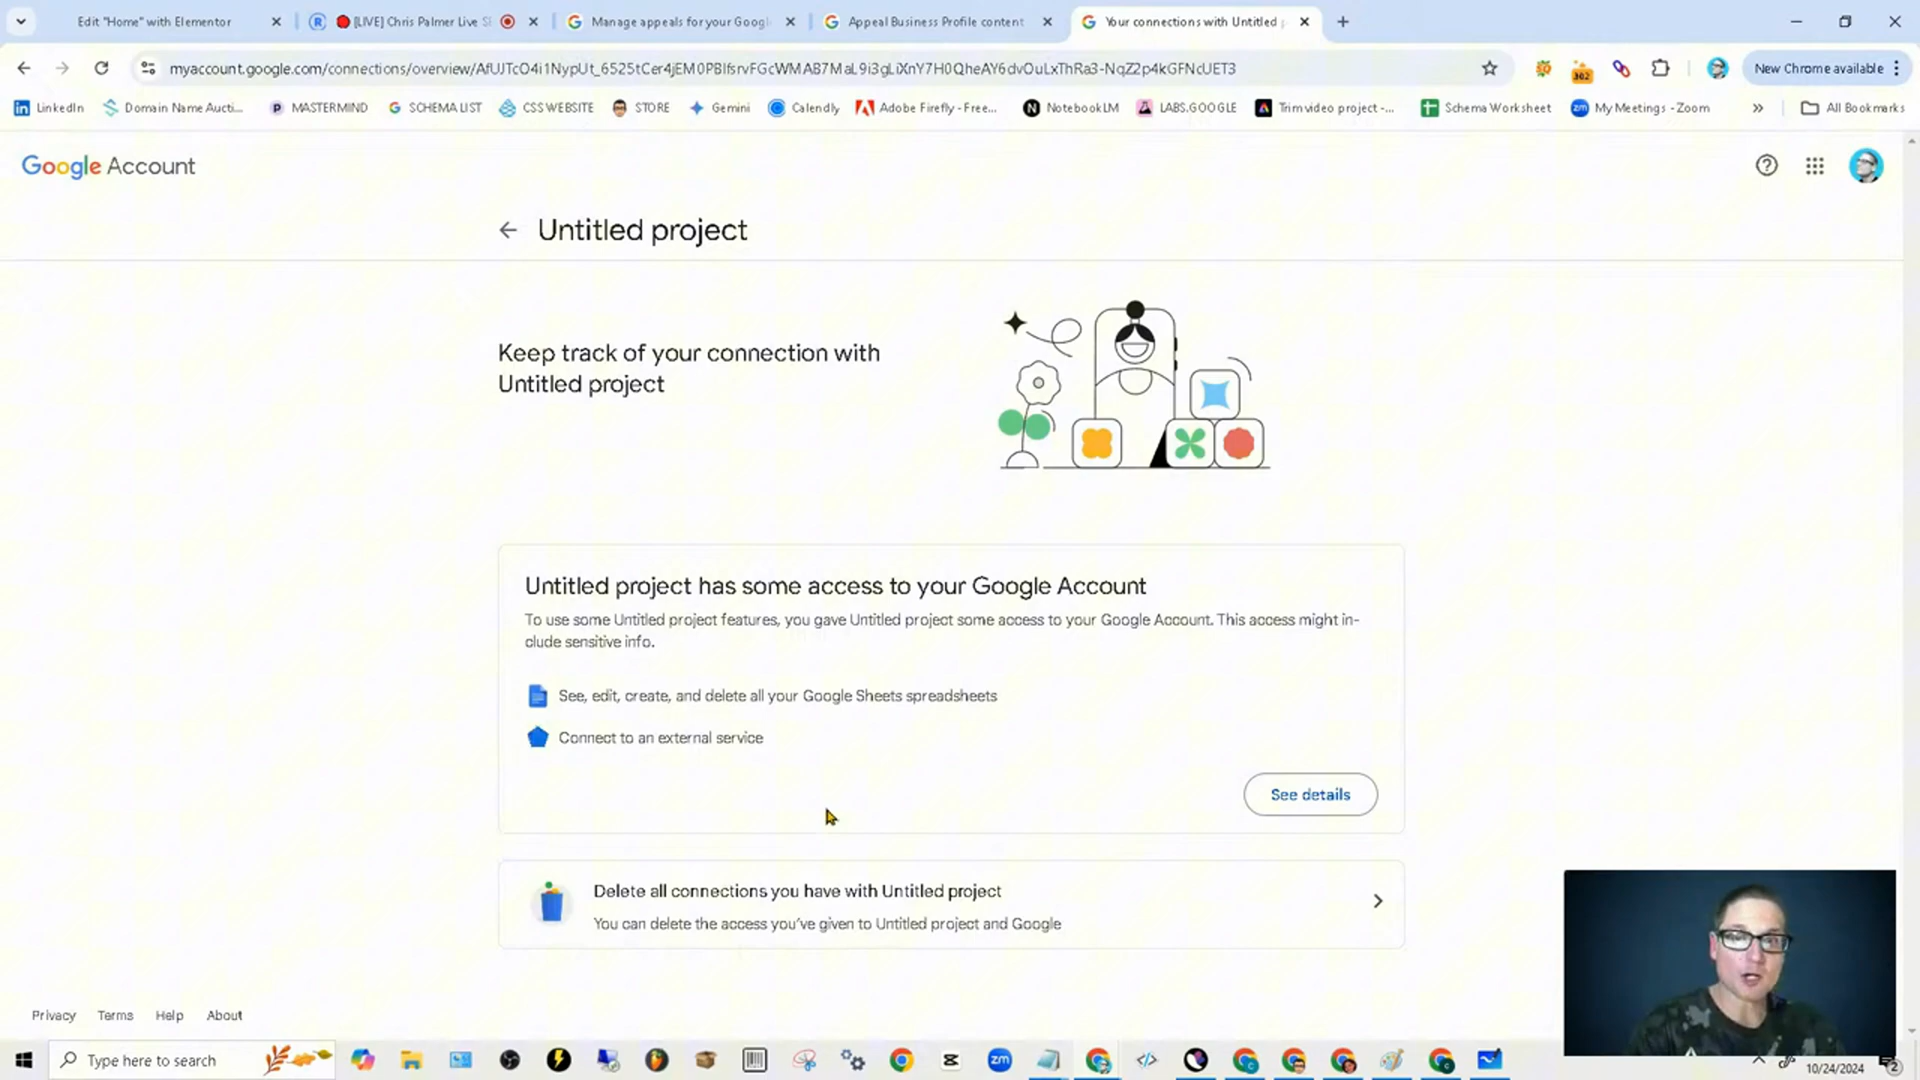 Edit "Home" with Elementor
[LIVE] Chris Palmer Live S
Manage appeals for your Googl
Appeal Business Profile content
Your connections with Untitled p
myaccount.google.com/connections/overview/AfUJTcO4i1NypUt_6525tCer4jEM0PBIfsrvFGcWMAB7MaL9i3gLiXnY7H0QheAY6dvOuLxThRa3-NqZ2p4kGFNcUET3
302
New Chrome available
LinkedIn
Domain Name Aucti...
MASTERMIND
SCHEMA LIST
CSS WEBSITE
STORE
Gemini
Calendly
Adobe Firefly - Free...
NotebookLM
LABS.GOOGLE
Trim video project -...
Schema Worksheet
My Meetings - Zoom
All Bookmarks
Google Account
Untitled project
Keep track of your connection with
Untitled project
Untitled project has some access to your Google Account
To use some Untitled project features, you gave Untitled project some access to your Google Account. This access might in-
clude sensitive info.
See, edit, create, and delete all your Google Sheets spreadsheets
Connect to an external service
See details
Delete all connections you have with Untitled project
You can delete the access you've given to Untitled project and Google
Privacy
Terms
Help
About
Type here to search
zm
10/24/2024
2